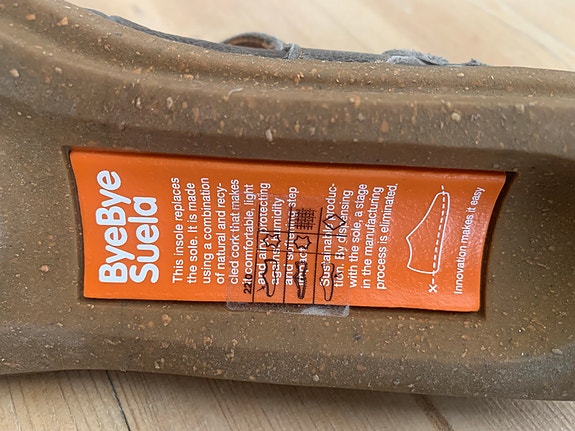 ByeBye
Suela
This insole replaces
the sole. It is made
using a combination
of natural and recy-
cled cork that makes
it comfortable, light
and airy, protecting
against humidity
and softening step
impact.
Sustainable produc-
tion. By dispensing
with the sole, a stage
in the manufacturing
process is eliminated.
Innovation makes it easy